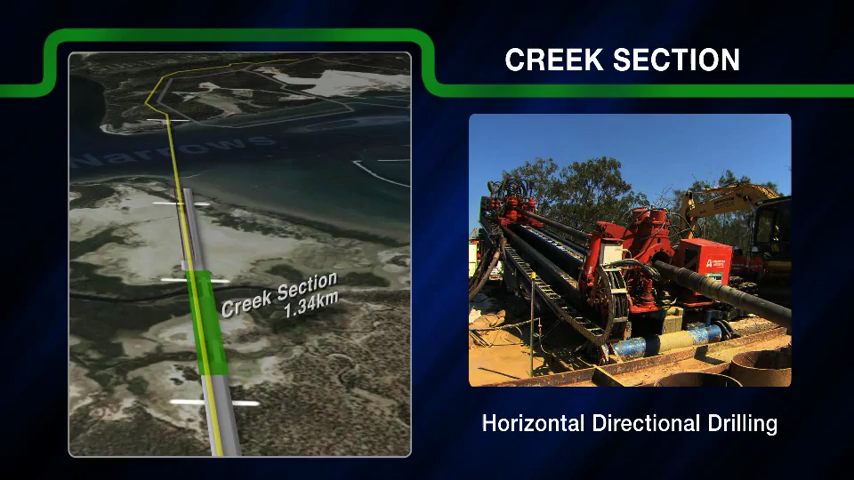 CREEK SECTION
Narrows
Creek Section
1.34km
Horizontal Directional Drilling